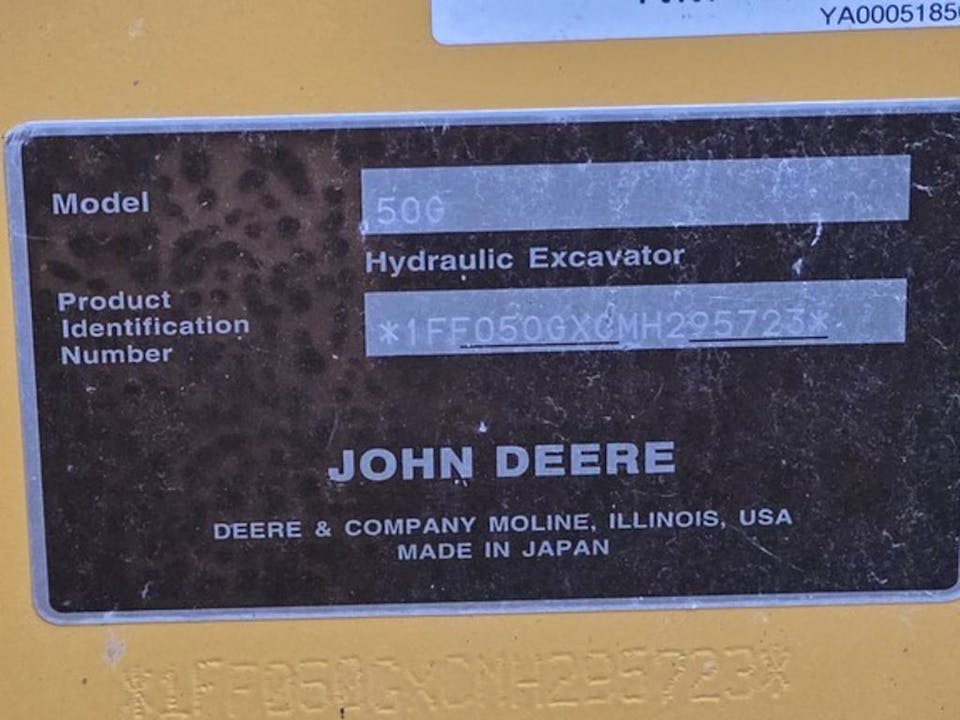 YA0005185
Model
50G
Hydraulic Excavator
Product
Identification
Number
*1FF050GXCMH295723*
JOHN DEERE
DEERE & COMPANY MOLINE, ILLINOIS, USA
MADE IN JAPAN
*1FF050GXCMH295723*